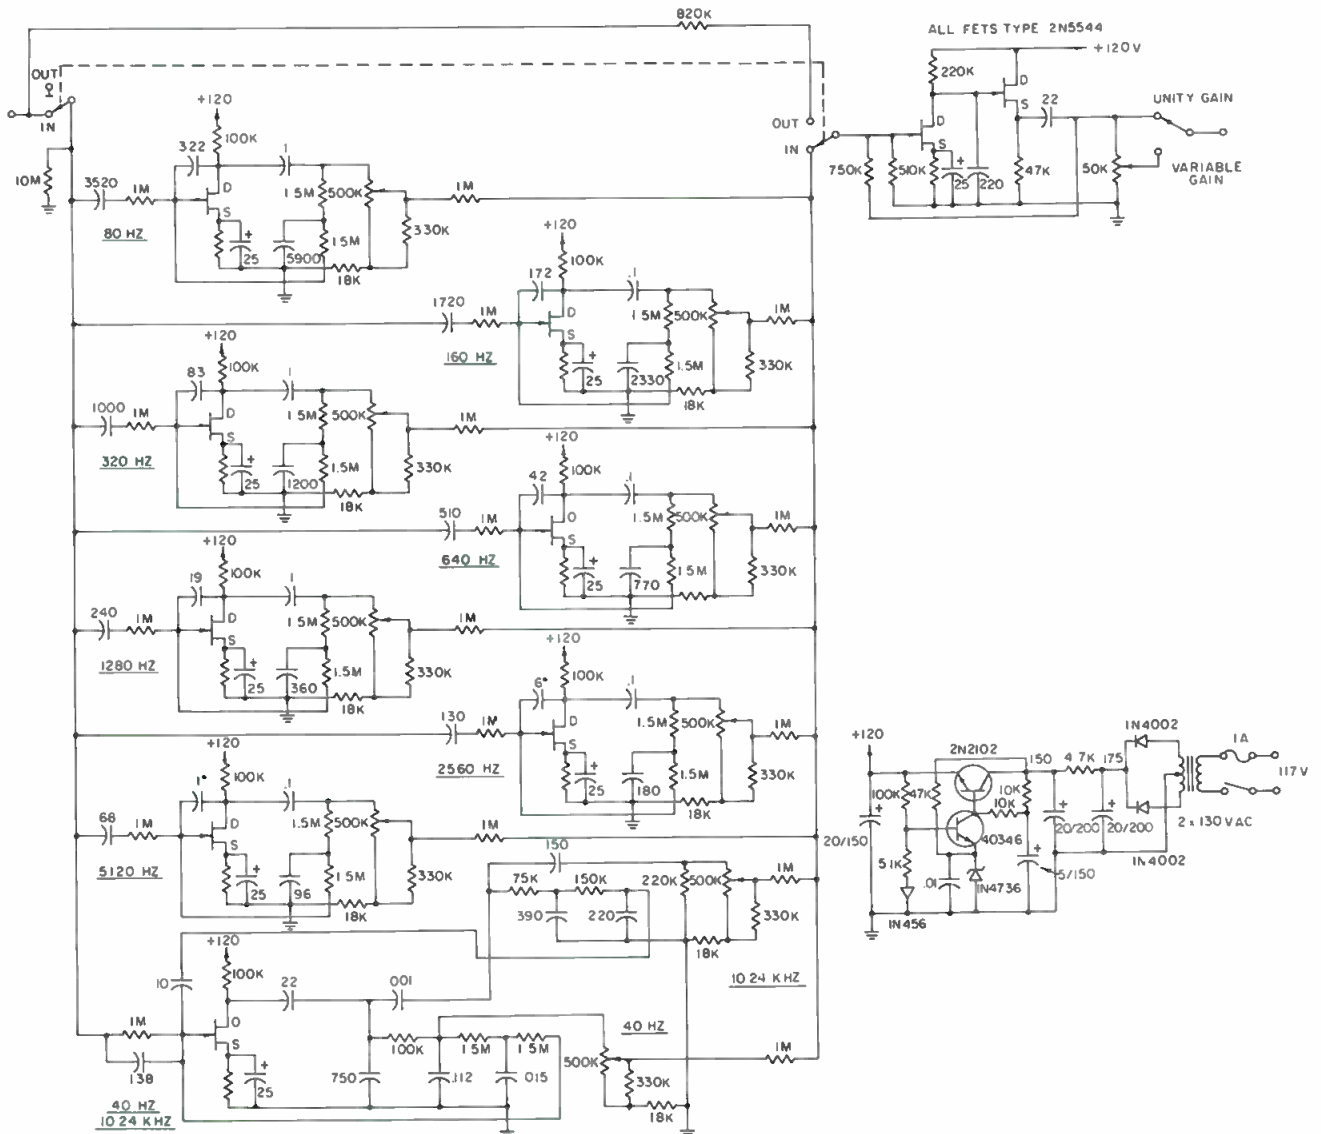 820K
ALL FETS TYPE 2N5544
+120V
OUT
IN
10M
OUT
IN
750K
510K
220K
D
S
+
25
220
D
S
22
47K
50K
UNITY GAIN
VARIABLE
GAIN
+120
100K
322
.1
3520
1M
D
S
+
25
5900
1.5M
500K
1.5M
330K
18K
1M
80 HZ
+120
100K
172
.1
1720
1M
D
S
+
25
2330
1.5M
500K
1.5M
330K
18K
1M
160 HZ
+120
100K
83
.1
1000
1M
D
S
+
25
1200
1.5M
500K
1.5M
330K
18K
1M
320 HZ
+120
100K
42
.1
510
1M
D
S
+
25
770
1.5M
500K
1.5M
330K
18K
1M
640 HZ
+120
100K
19
.1
240
1M
D
S
+
25
360
1.5M
500K
1.5M
330K
18K
1M
1280 HZ
+120
100K
6*
.1
130
1M
D
S
+
25
180
1.5M
500K
1.5M
330K
18K
1M
2560 HZ
+120
100K
1*
.1
68
1M
D
S
+
25
96
1.5M
500K
1.5M
330K
18K
1M
5120 HZ
150
75K
150K
390
220
220K
500K
1M
330K
18K
10 24 KHZ
+120
100K
10
22
001
1M
138
D
S
+
25
750
100K
.112
1 5M
015
1 5M
40 HZ
500K
330K
18K
1M
40 HZ
10 24 KHZ
+120
+
20/150
100K
47K
2N2102
51K
1N456
.01
40346
1N4736
10K
10K
+
5/150
150
4.7K
175
+
20/200
+
20/200
1N4002
1N4002
2 x 130 VAC
1A
117V